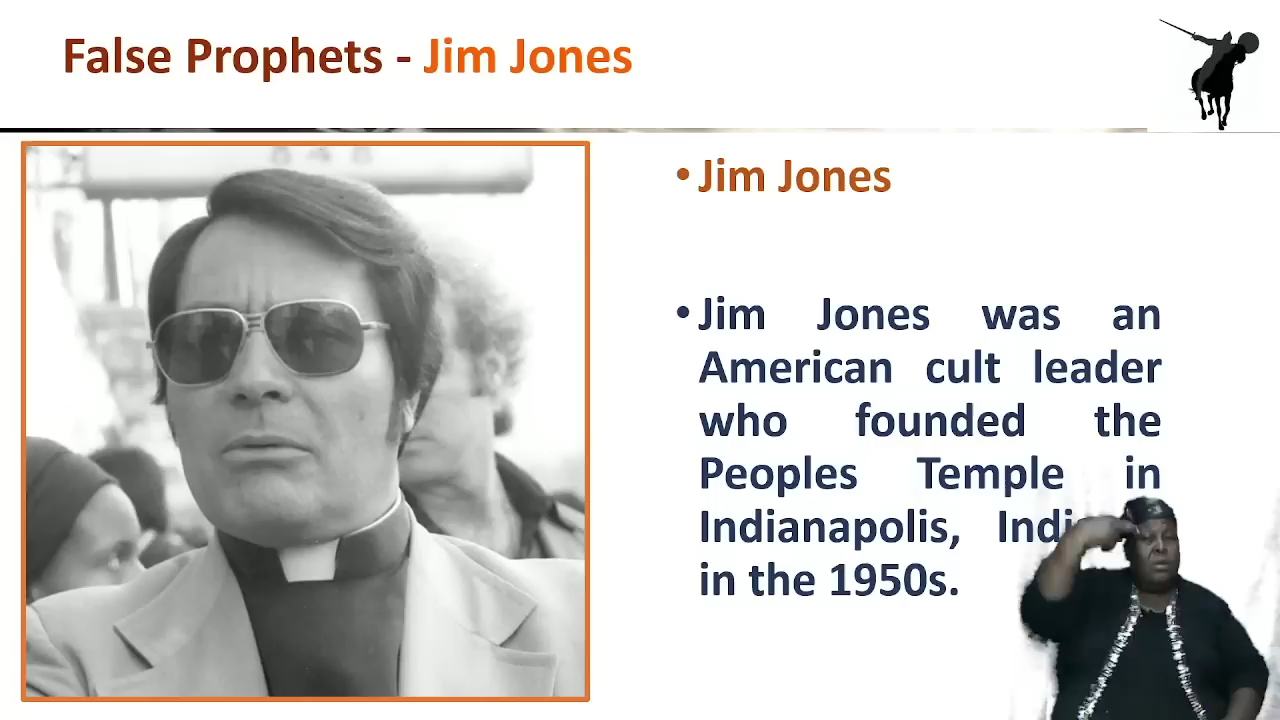 False Prophets - Jim Jones
• Jim Jones
• Jim Jones was an
American cult leader
who founded the
Peoples Temple in
Indianapolis,
in the 1950s.